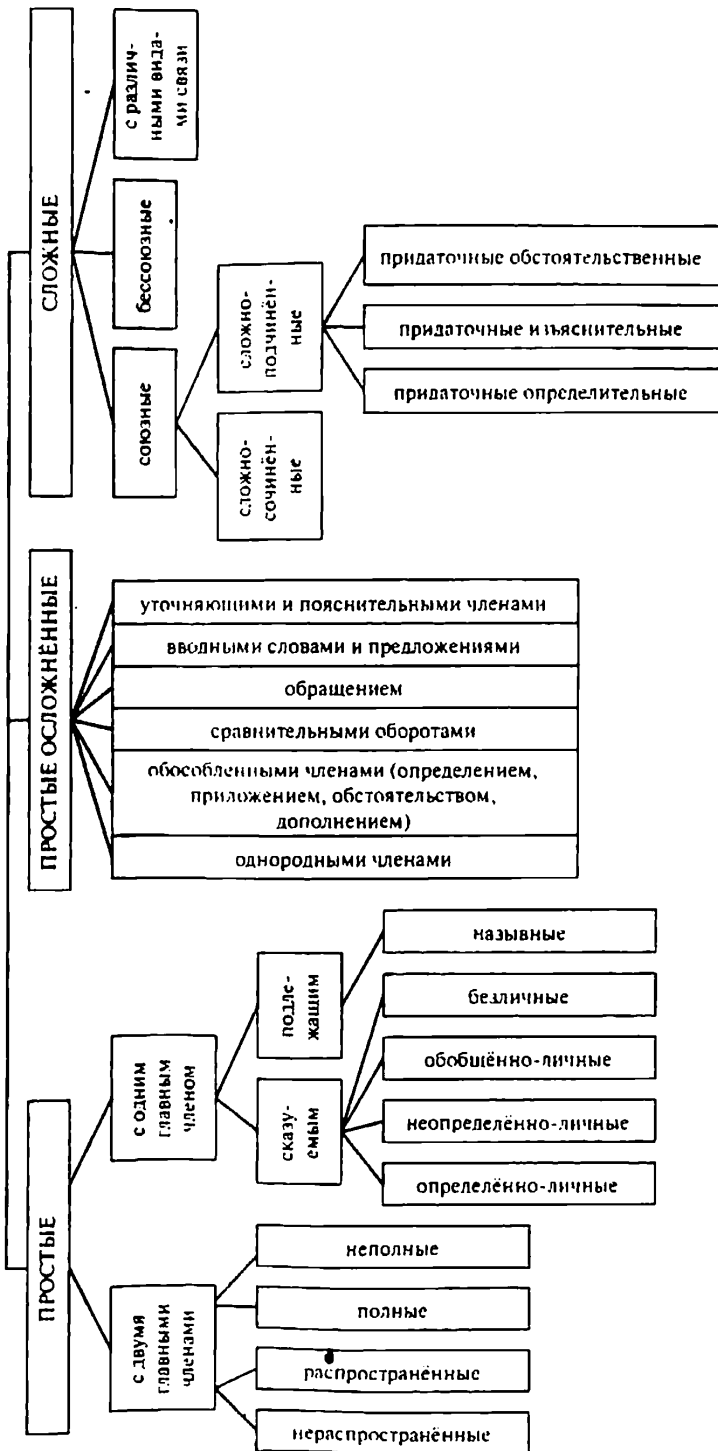 ПРОСТЫЕ
ПРОСТЫЕ ОСЛОЖНЁННЫЕ
СЛОЖНЫЕ
с двумя
главными
членами
с одним
главным
членом
нераспространённые
распространённые
полные
неполные
сказу-
емым
подле-
жащим
определённо-личные
неопределённо-личные
обобщённо-личные
безличные
назывные
однородными членами
обособленными членами (определением,
приложением, обстоятельством,
дополнением)
сравнительными оборотами
обращением
вводными словами и предложениями
уточняющими и пояснительными членами
союзные
бессоюзные
с различ-
ными вида-
ми связи
сложно-
сочинён-
ные
сложно-
подчинён-
ные
придаточные определительные
придаточные изъяснительные
придаточные обстоятельственные